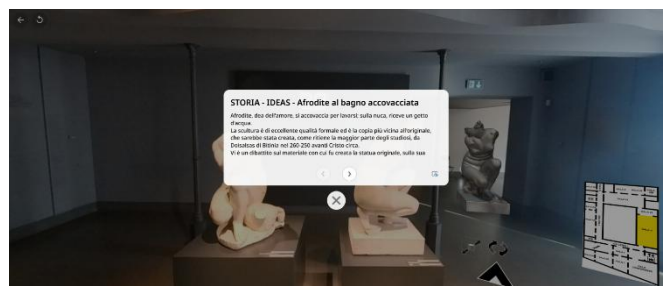 STORIA - IDEAS - Afrodite al bagno accovacciata
Afrodite, dea dell'amore, si accovaccia per lavarsi; sulla nuca, riceve un getto
d'acqua.
La scultura è di eccellente qualità formale ed è la copia più vicina all'originale,
che sarebbe stata creata, come ritiene la maggior parte degli studiosi, da
Doisalsas di Bitinia nel 260-250 avanti Cristo circa.
Vi è un dibattito sul materiale con cui fu creata la statua originale, sulla sua